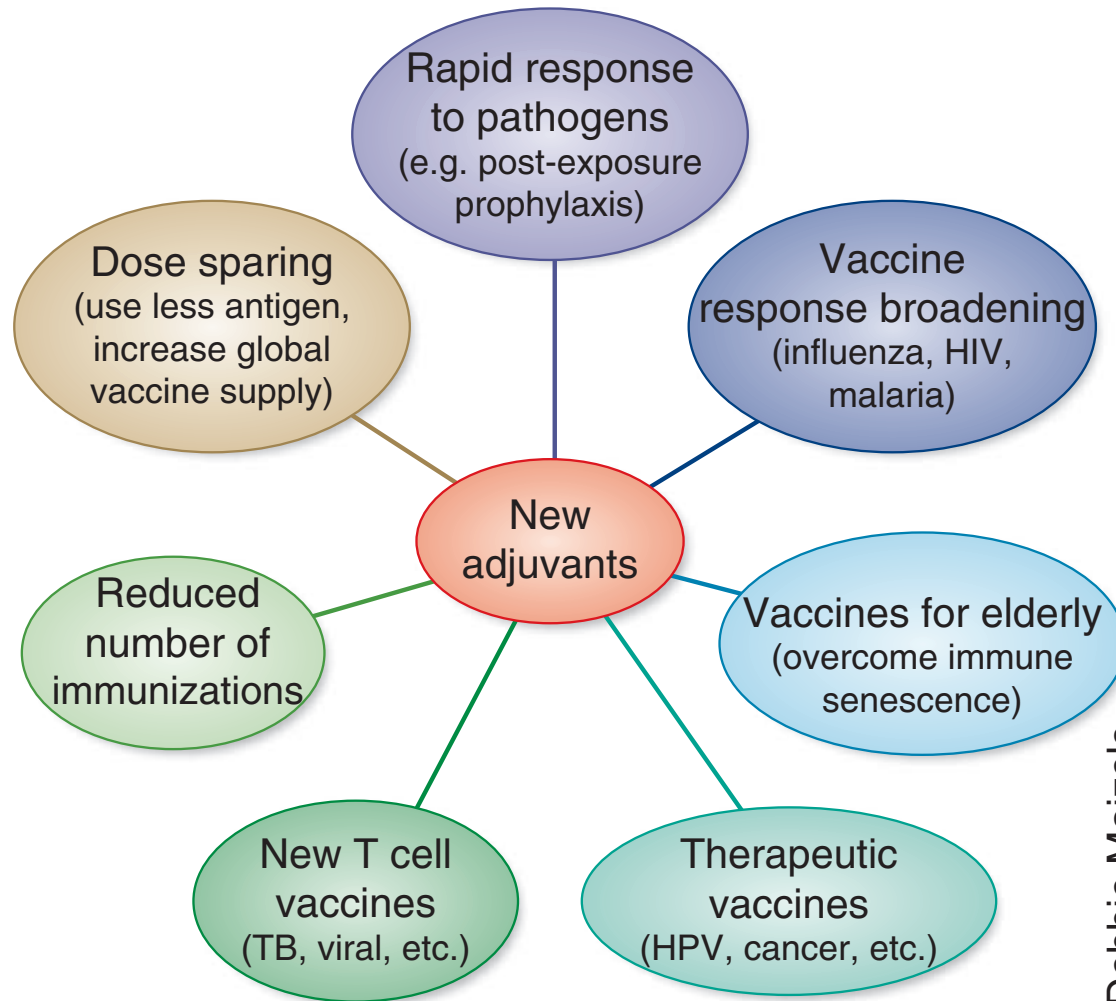 Rapid response
to pathogens
(e.g. post-exposure
prophylaxis)
Dose sparing
(use less antigen,
increase global
vaccine supply)
Vaccine
response broadening
(influenza, HIV,
malaria)
New
adjuvants
Reduced
number of
immunizations
Vaccines for elderly
(overcome immune
senescence)
New T cell
vaccines
(TB, viral, etc.)
Therapeutic
vaccines
(HPV, cancer, etc.)